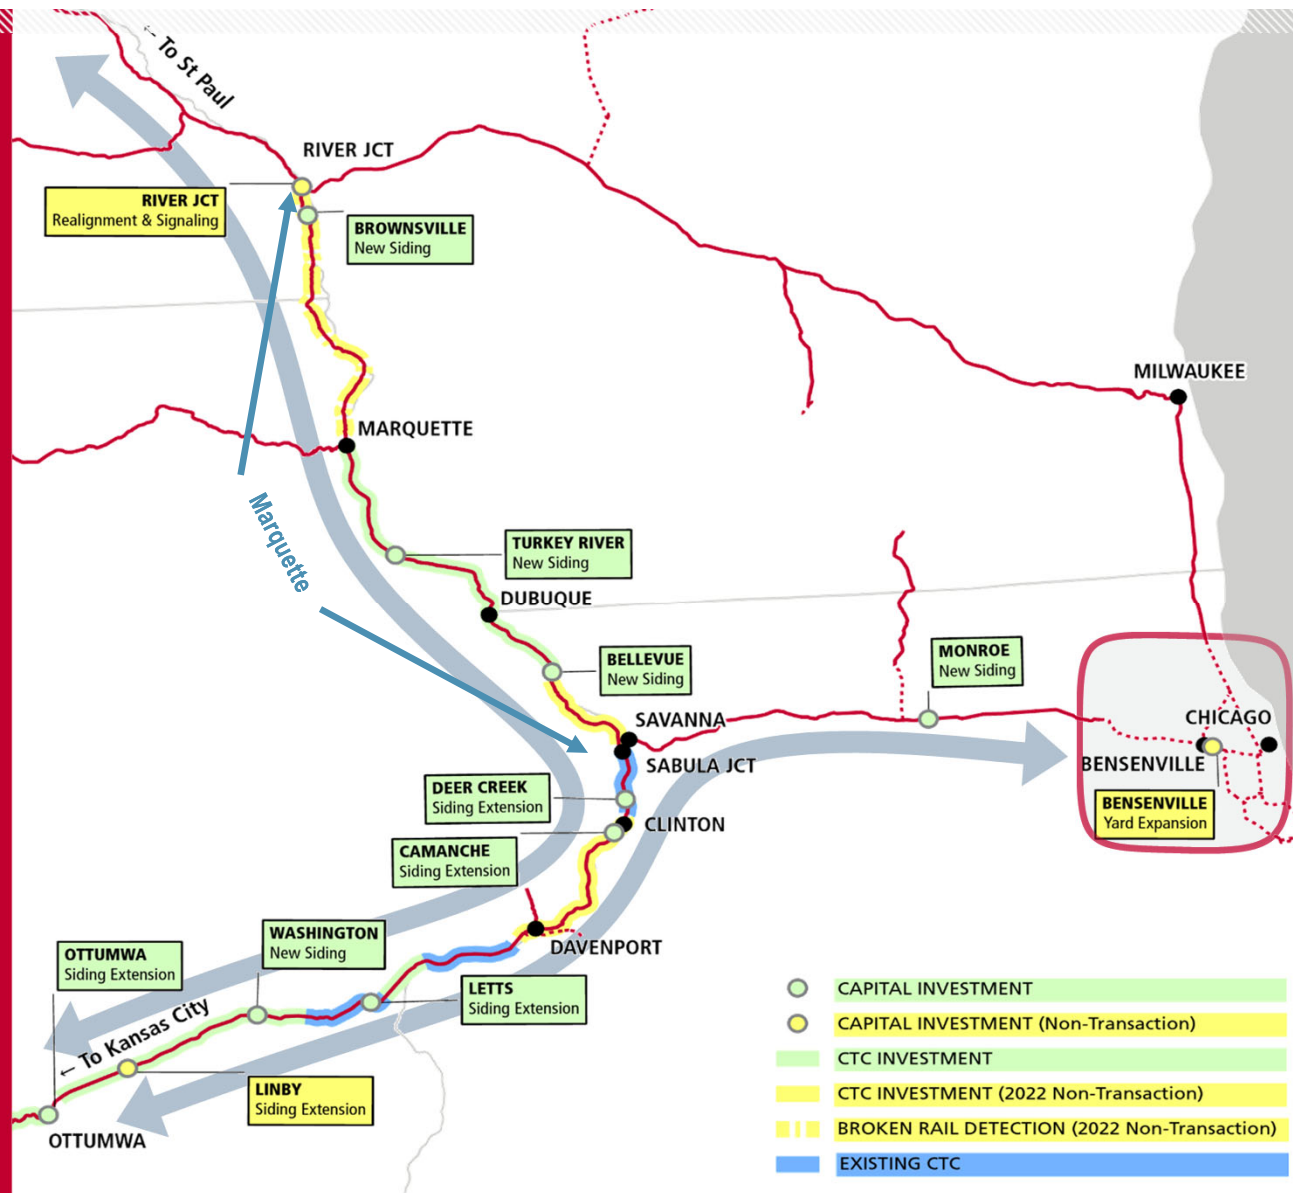 ← To St Paul
RIVER JCT
RIVER JCT
Realignment & Signaling
BROWNSVILLE
New Siding
MILWAUKEE
MARQUETTE
Marquette
TURKEY RIVER
New Siding
DUBUQUE
BELLEVUE
New Siding
MONROE
New Siding
SAVANNA
SABULA JCT
CHICAGO
BENSENVILLE
BENSENVILLE
Yard Expansion
DEER CREEK
Siding Extension
CLINTON
CAMANCHE
Siding Extension
DAVENPORT
WASHINGTON
New Siding
OTTUMWA
Siding Extension
LETTS
Siding Extension
← To Kansas City
LINBY
Siding Extension
OTTUMWA
CAPITAL INVESTMENT
CAPITAL INVESTMENT (Non-Transaction)
CTC INVESTMENT
CTC INVESTMENT (2022 Non-Transaction)
BROKEN RAIL DETECTION (2022 Non-Transaction)
EXISTING CTC